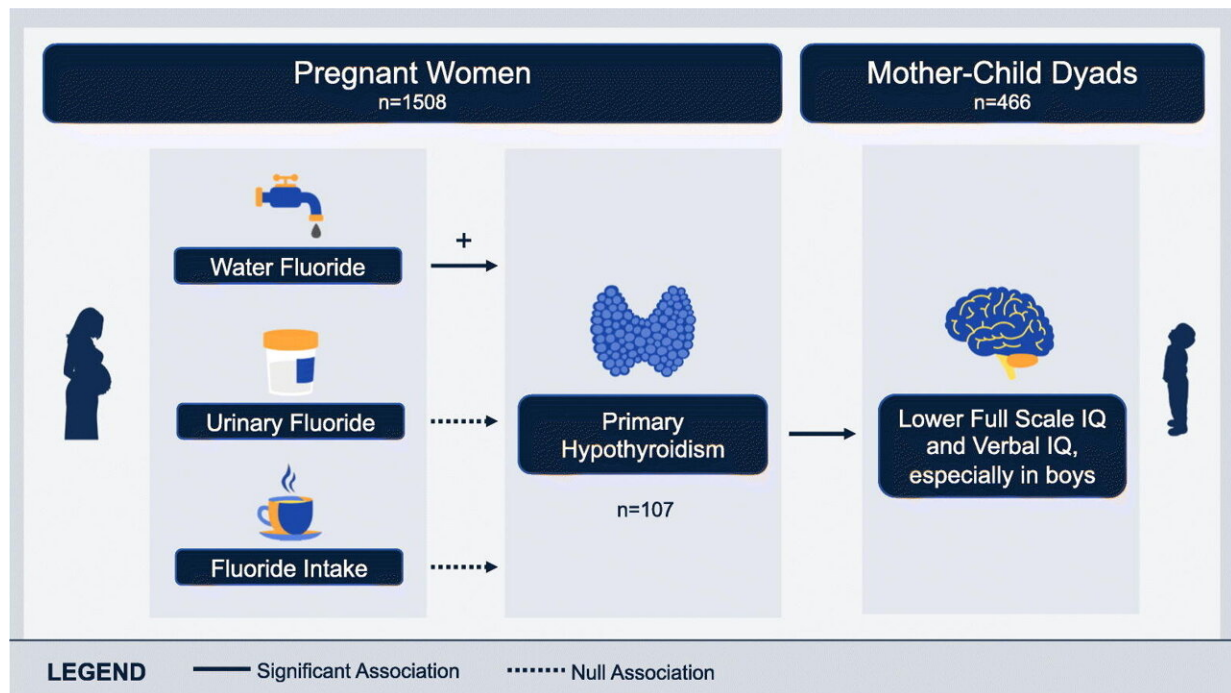 Pregnant Women
n=1508
Mother-Child Dyads
n=466
Water Fluoride
+
Urinary Fluoride
Fluoride Intake
Primary
Hypothyroidism
n=107
Lower Full Scale IQ
and Verbal IQ,
especially in boys
LEGEND
Significant Association
Null Association